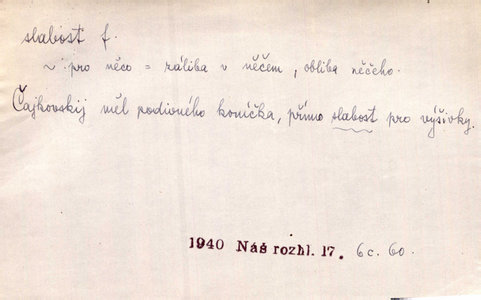 slabost f.
~ pro něco = záliba v něčem, obliba něčeho.
Čajkovskij měl podivného koníčka, přímo slabost pro výšivky.
1940 Náš rozhl. 17. 6c. 60.